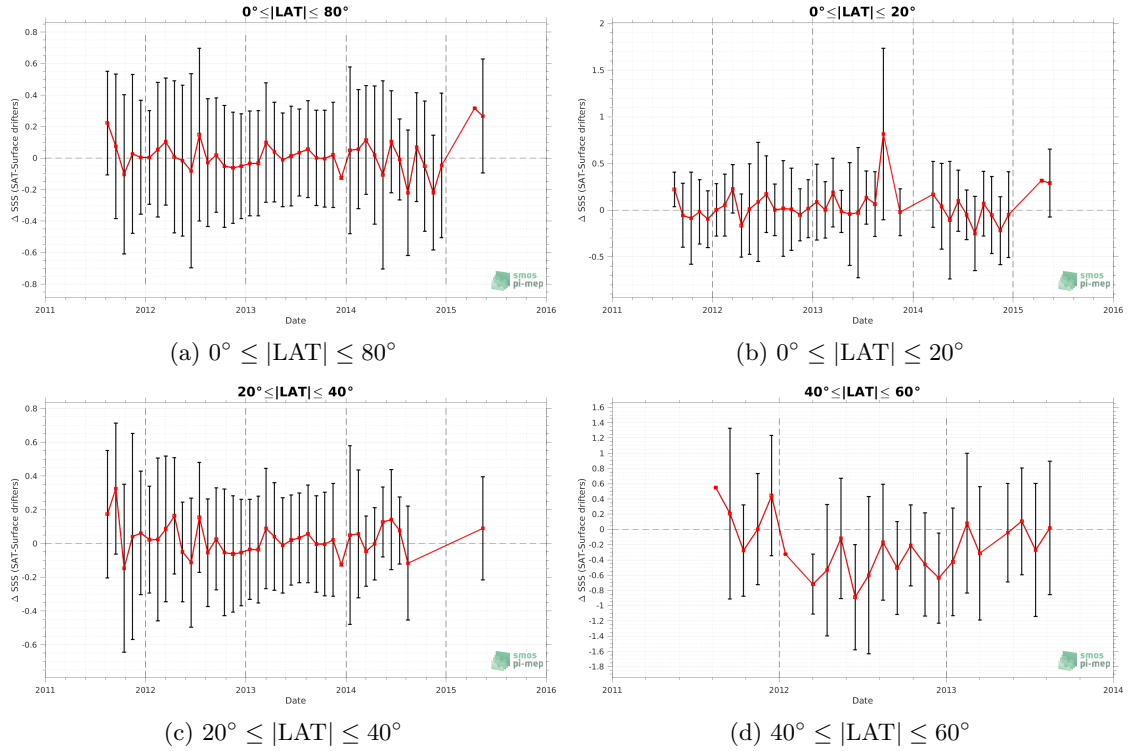 0°≤|LAT|≤ 80°
0.8
0.6
0.4
0.2
0
-0.2
-0.4
-0.6
-0.8
Δ SSS (SAT-Surface drifters)
2011
2012
2013
2014
2015
2016
Date
smos
pi-mep
(a) 0° ≤ |LAT| ≤ 80°
0°≤|LAT|≤ 20°
2
1.5
1
0.5
0
-0.5
Δ SSS (SAT-Surface drifters)
2011
2012
2013
2014
2015
2016
Date
smos
pi-mep
(b) 0° ≤ |LAT| ≤ 20°
20°≤|LAT|≤ 40°
0.8
0.6
0.4
0.2
0
-0.2
-0.4
-0.6
Δ SSS (SAT-Surface drifters)
2011
2012
2013
2014
2015
2016
Date
smos
pi-mep
(c) 20° ≤ |LAT| ≤ 40°
40°≤|LAT|≤ 60°
1.6
1.4
1.2
1
0.8
0.6
0.4
0.2
0
-0.2
-0.4
-0.6
-0.8
-1
-1.2
-1.4
-1.6
-1.8
Δ SSS (SAT-Surface drifters)
2011
2012
2013
2014
Date
smos
pi-mep
(d) 40° ≤ |LAT| ≤ 60°